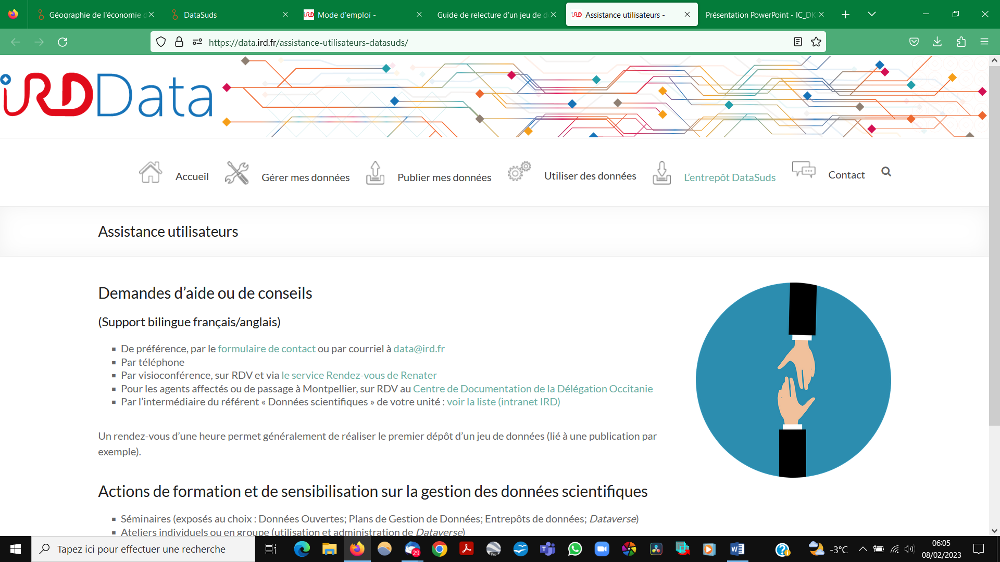 Géographie de l'économie d
DataSuds
Mode d'emploi -
Guide de relecture d'un jeu de d
Assistance utilisateurs -
Présentation PowerPoint - IC_DK
https://data.ird.fr/assistance-utilisateurs-datasuds/
iRD Data
Accueil
Gérer mes données
Publier mes données
Utiliser des données
L'entrepôt DataSuds
Contact
Assistance utilisateurs
Demandes d'aide ou de conseils
(Support bilingue français/anglais)
De préférence, par le formulaire de contact ou par courriel à data@ird.fr
Par téléphone
Par visioconférence, sur RDV et via le service Rendez-vous de Renater
Pour les agents affectés ou de passage à Montpellier, sur RDV au Centre de Documentation de la Délégation Occitanie
Par l'intermédiaire du référent « Données scientifiques » de votre unité : voir la liste (intranet IRD)
Un rendez-vous d'une heure permet généralement de réaliser le premier dépôt d'un jeu de données (lié à une publication par
exemple).
Actions de formation et de sensibilisation sur la gestion des données scientifiques
Séminaires (exposés au choix : Données Ouvertes; Plans de Gestion de Données; Entrepôts de données; Dataverse)
Ateliers individuels ou en groupe (utilisation et administration de Dataverse)
Tapez ici pour effectuer une recherche
29
Pro
-3°C
06:05
08/02/2023